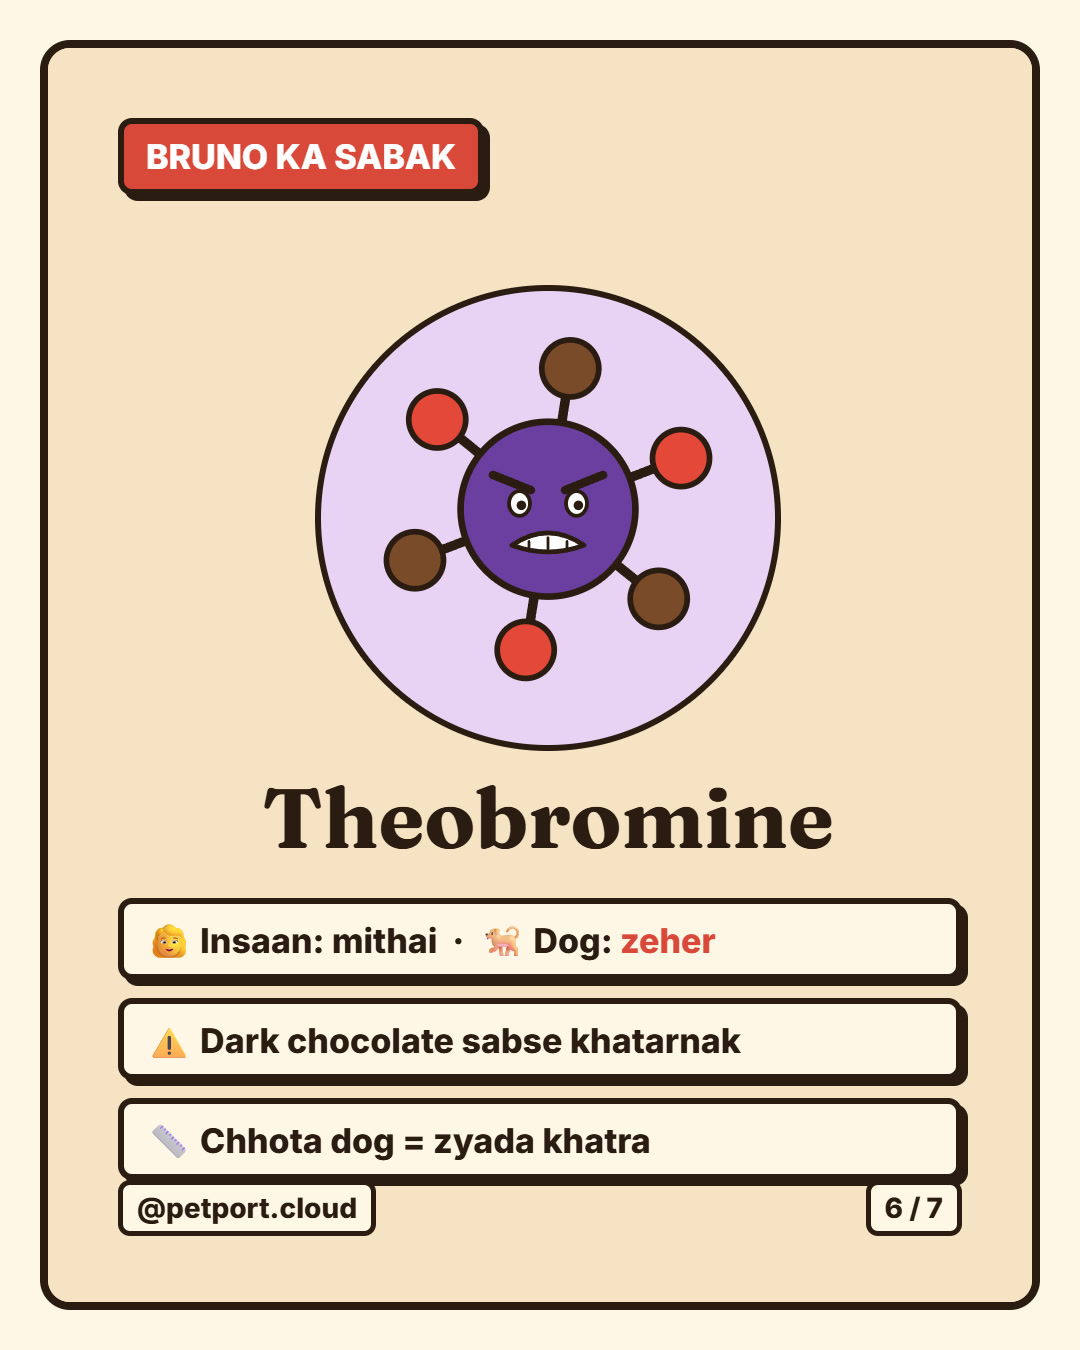 BRUNO KA SABAK
Theobromine
👩 Insaan: mithai · 🐕 Dog: zeher
⚠️ Dark chocolate sabse khatarnak
📏 Chhota dog = zyada khatra
@petport.cloud
6 / 7